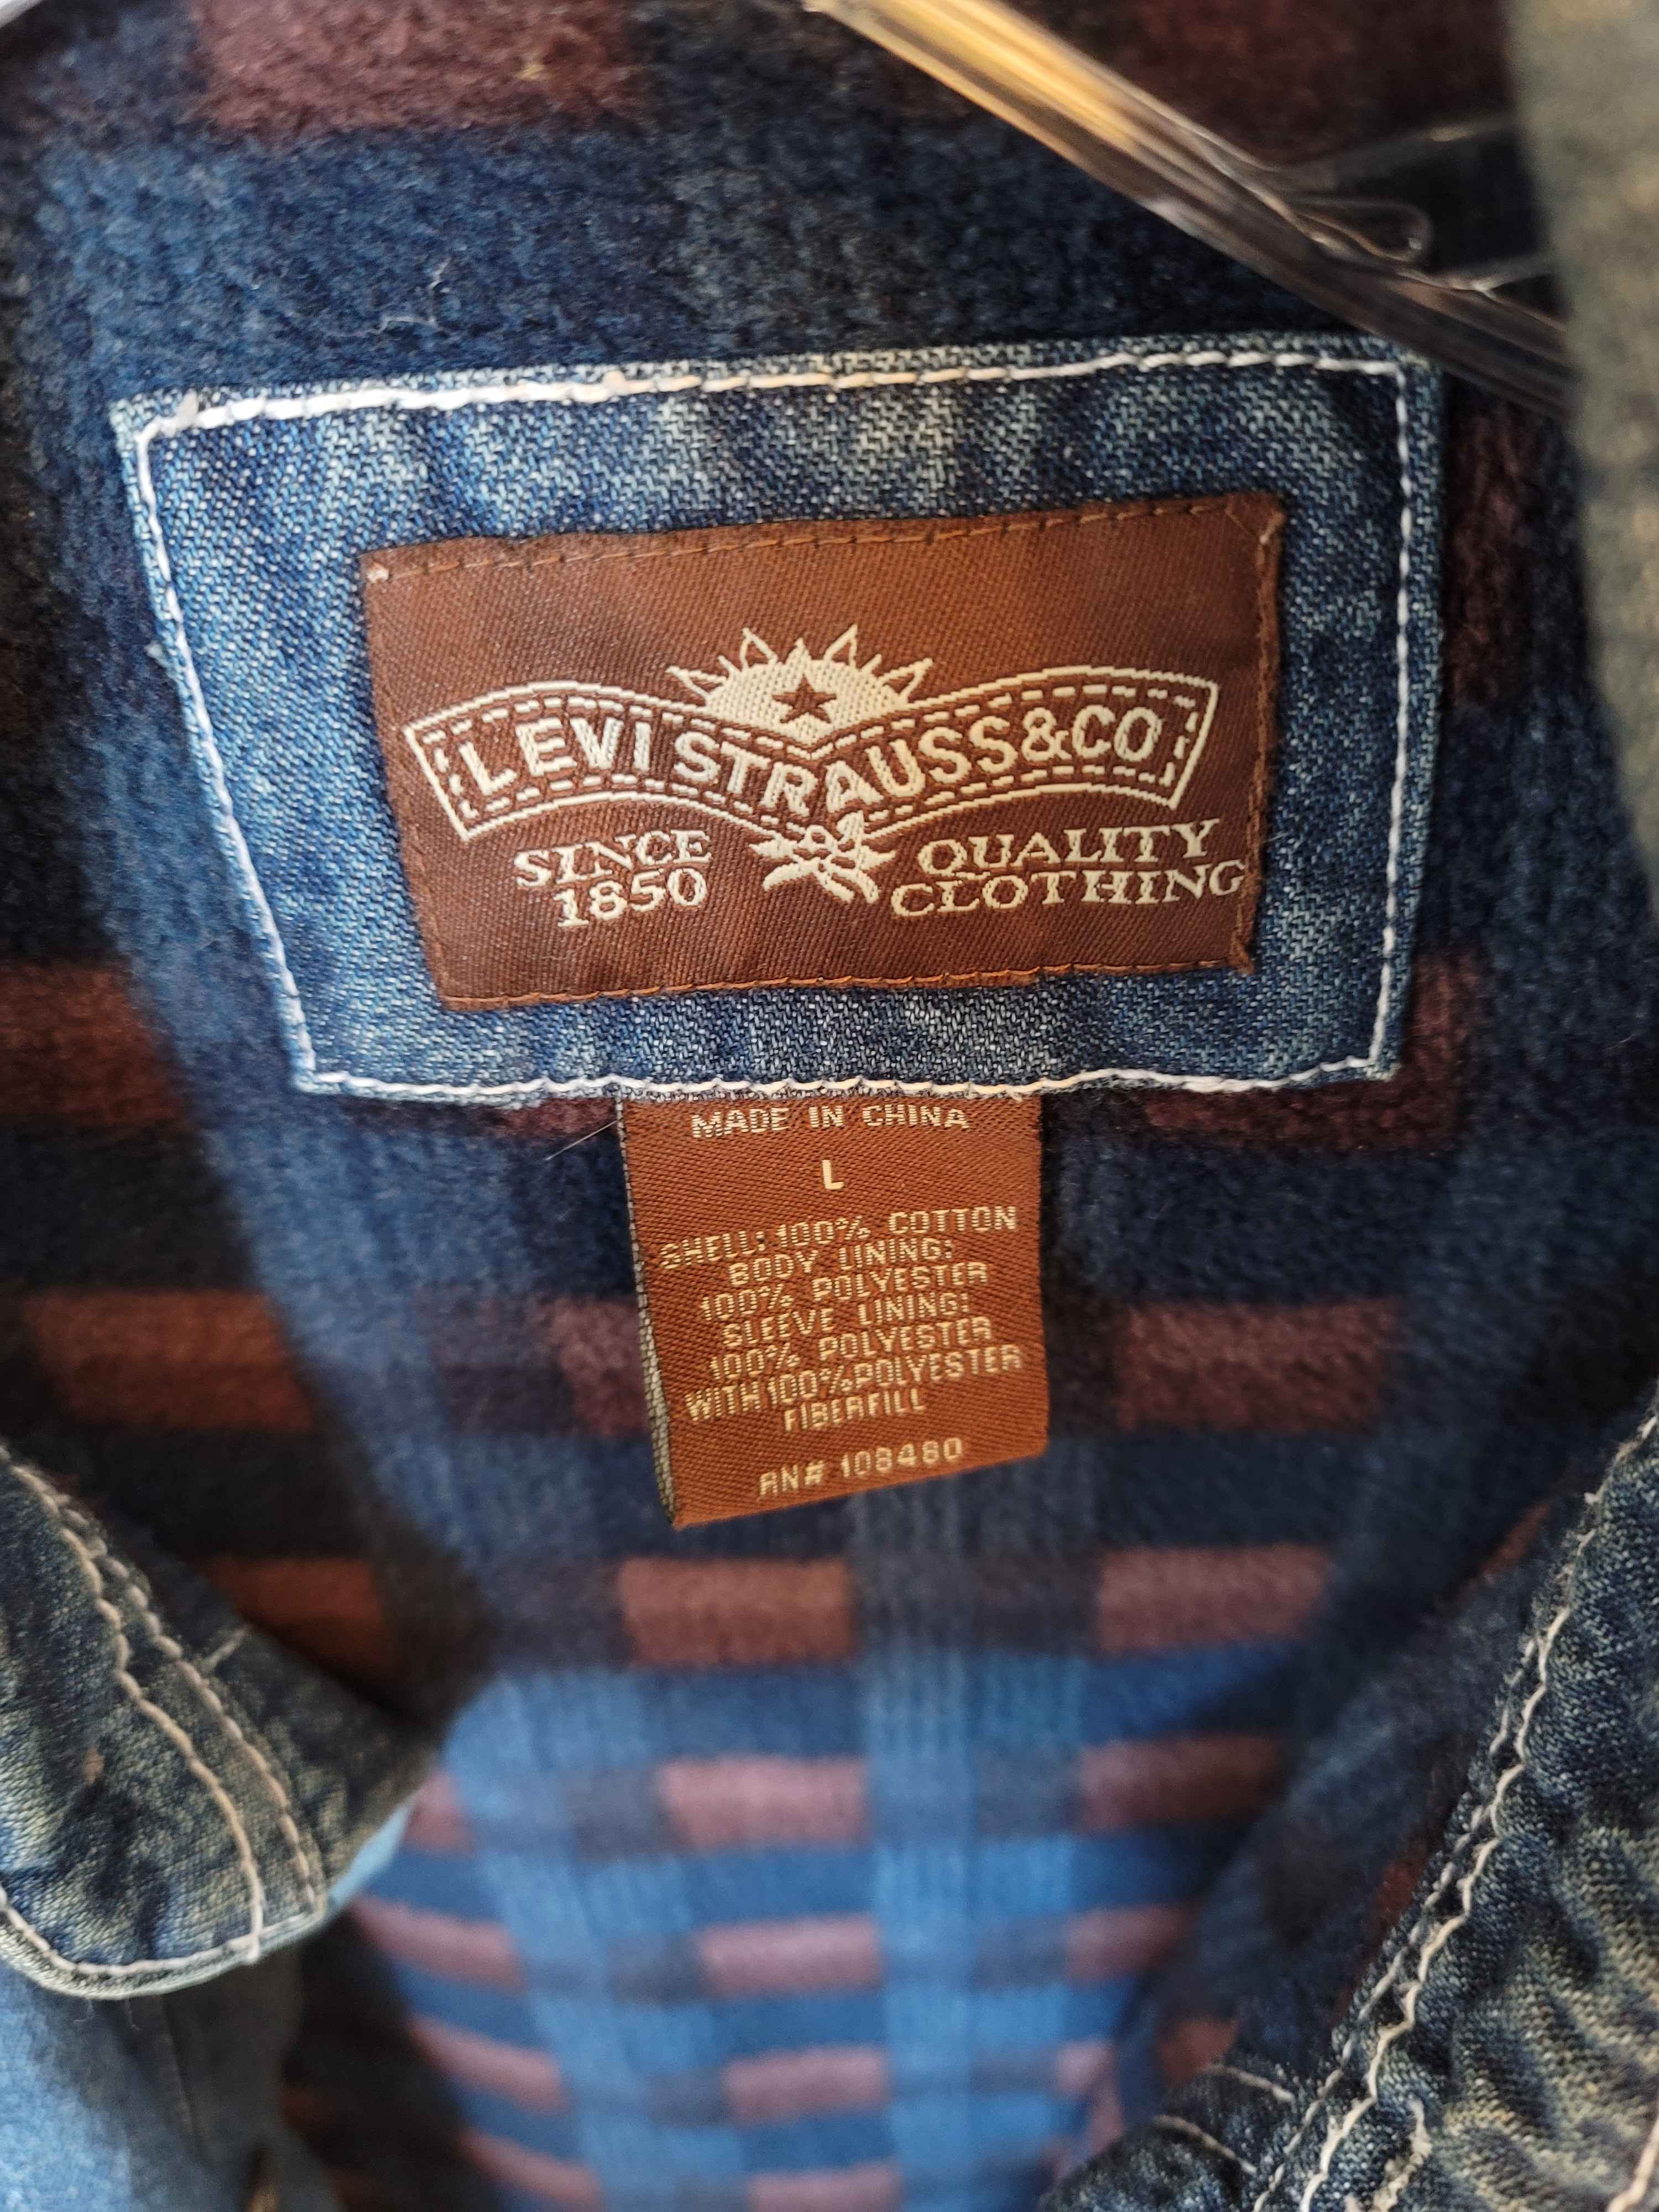 LEVI STRAUSS&CO
SINCE
1850
QUALITY
CLOTHING
MADE IN CHINA
L
SHELL: 100% COTTON
BODY LINING:
100% POLYESTER
SLEEVE LINING:
100% POLYESTER
WITH 100% POLYESTER
FIBERFILL
RN# 108480